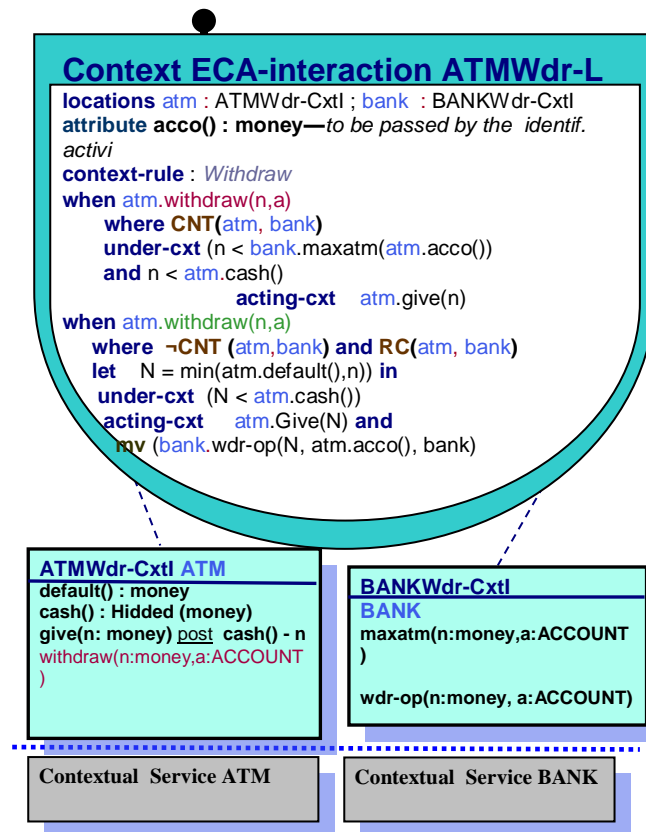 Context ECA-interaction ATMWdr-L
locations atm : ATMWdr-CxtI ; bank : BANKWdr-CxtI
attribute acco() : money—to be passed by the identif.
activi
context-rule : Withdraw
when atm.withdraw(n,a)
where CNT(atm, bank)
under-cxt (n < bank.maxatm(atm.acco())
and n < atm.cash()
acting-cxt atm.give(n)
when atm.withdraw(n,a)
where ¬CNT (atm,bank) and RC(atm, bank)
let N = min(atm.default(),n)) in
under-cxt (N < atm.cash())
acting-cxt atm.Give(N) and
mv (bank.wdr-op(N, atm.acco(), bank)
ATMWdr-CxtI ATM
default() : money
cash() : Hidded (money)
give(n: money) post cash() - n
withdraw(n:money,a:ACCOUNT
)
BANKWdr-CxtI
BANK
maxatm(n:money,a:ACCOUNT
)
wdr-op(n:money, a:ACCOUNT)
Contextual Service ATM
Contextual Service BANK